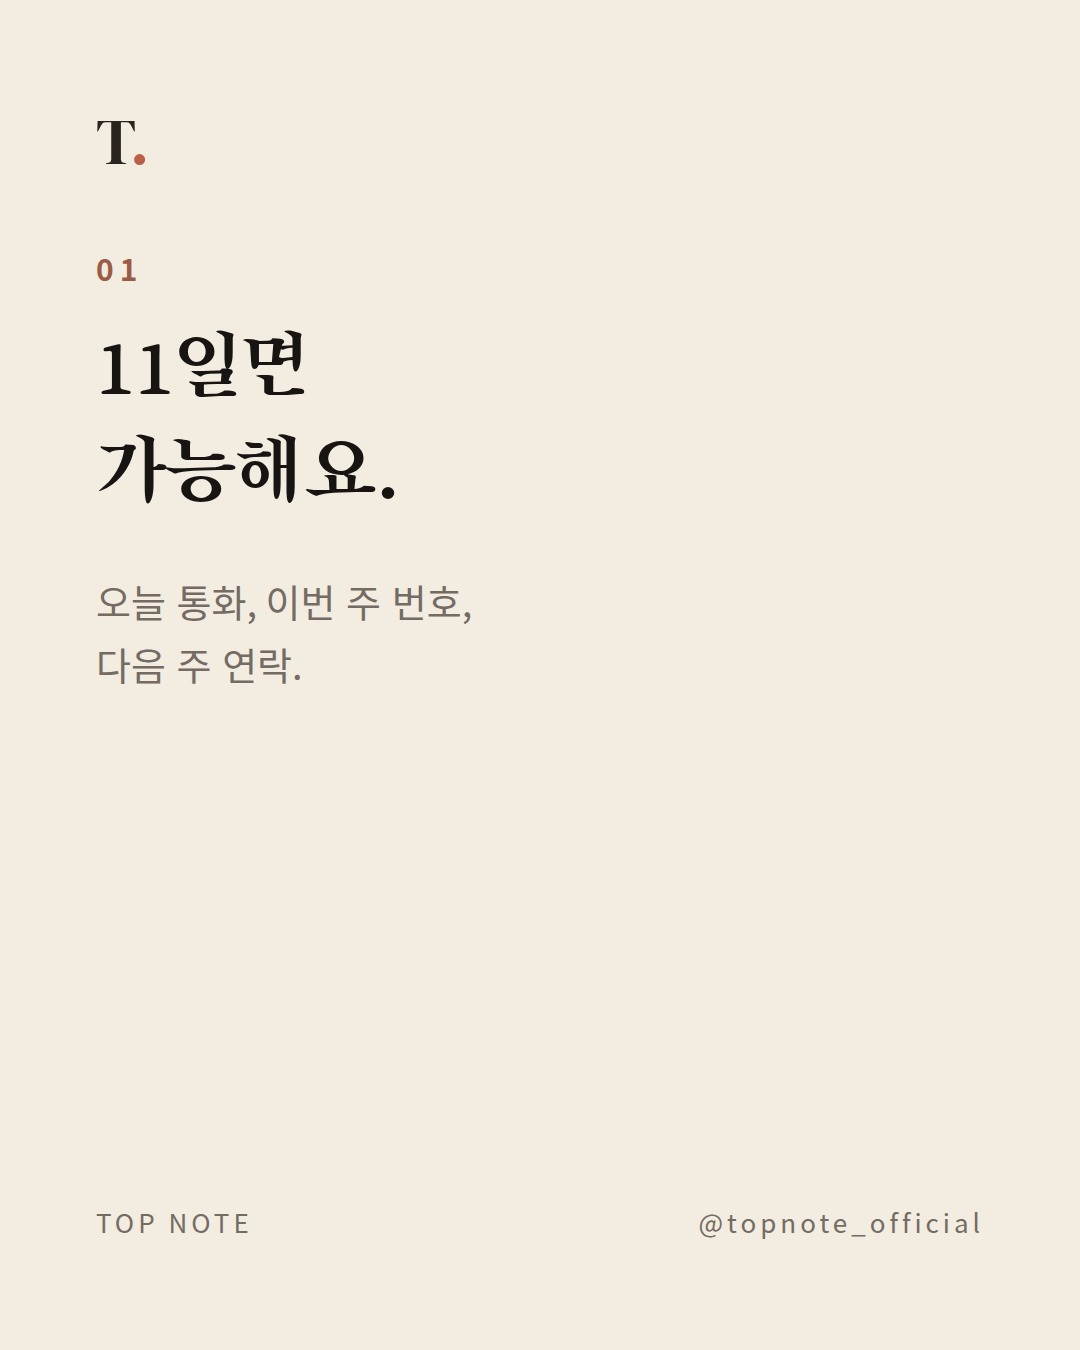 T.
01
11일면
가능해요.
오늘 통화, 이번 주 번호,
다음 주 연락.
TOP NOTE
@topnote_official